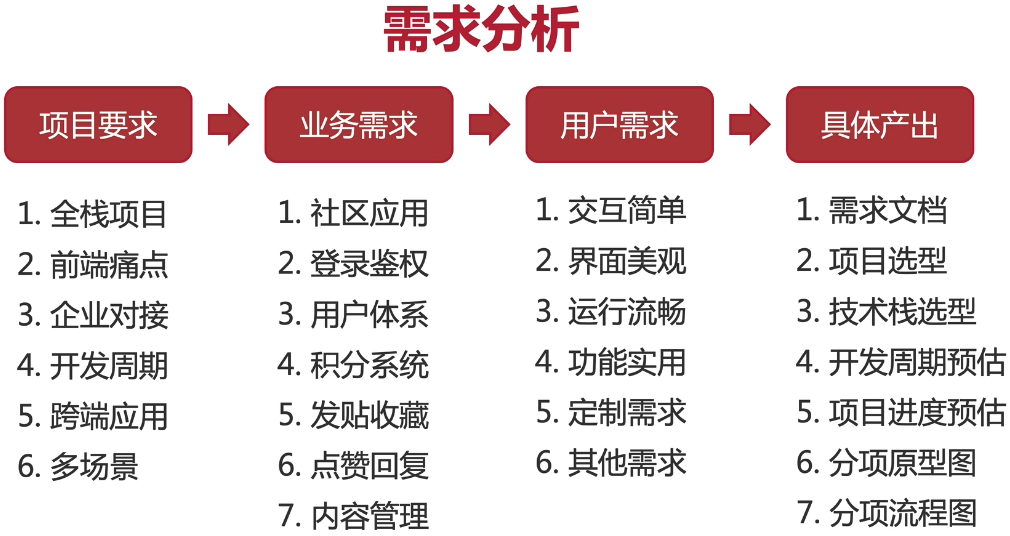 需求分析
项目要求
1. 全栈项目
2. 前端痛点
3. 企业对接
4. 开发周期
5. 跨端应用
6. 多场景
业务需求
1. 社区应用
2. 登录鉴权
3. 用户体系
4. 积分系统
5. 发贴收藏
6. 点赞回复
7. 内容管理
用户需求
1. 交互简单
2. 界面美观
3. 运行流畅
4. 功能实用
5. 定制需求
6. 其他需求
具体产出
1. 需求文档
2. 项目选型
3. 技术栈选型
4. 开发周期预估
5. 项目进度预估
6. 分项原型图
7. 分项流程图